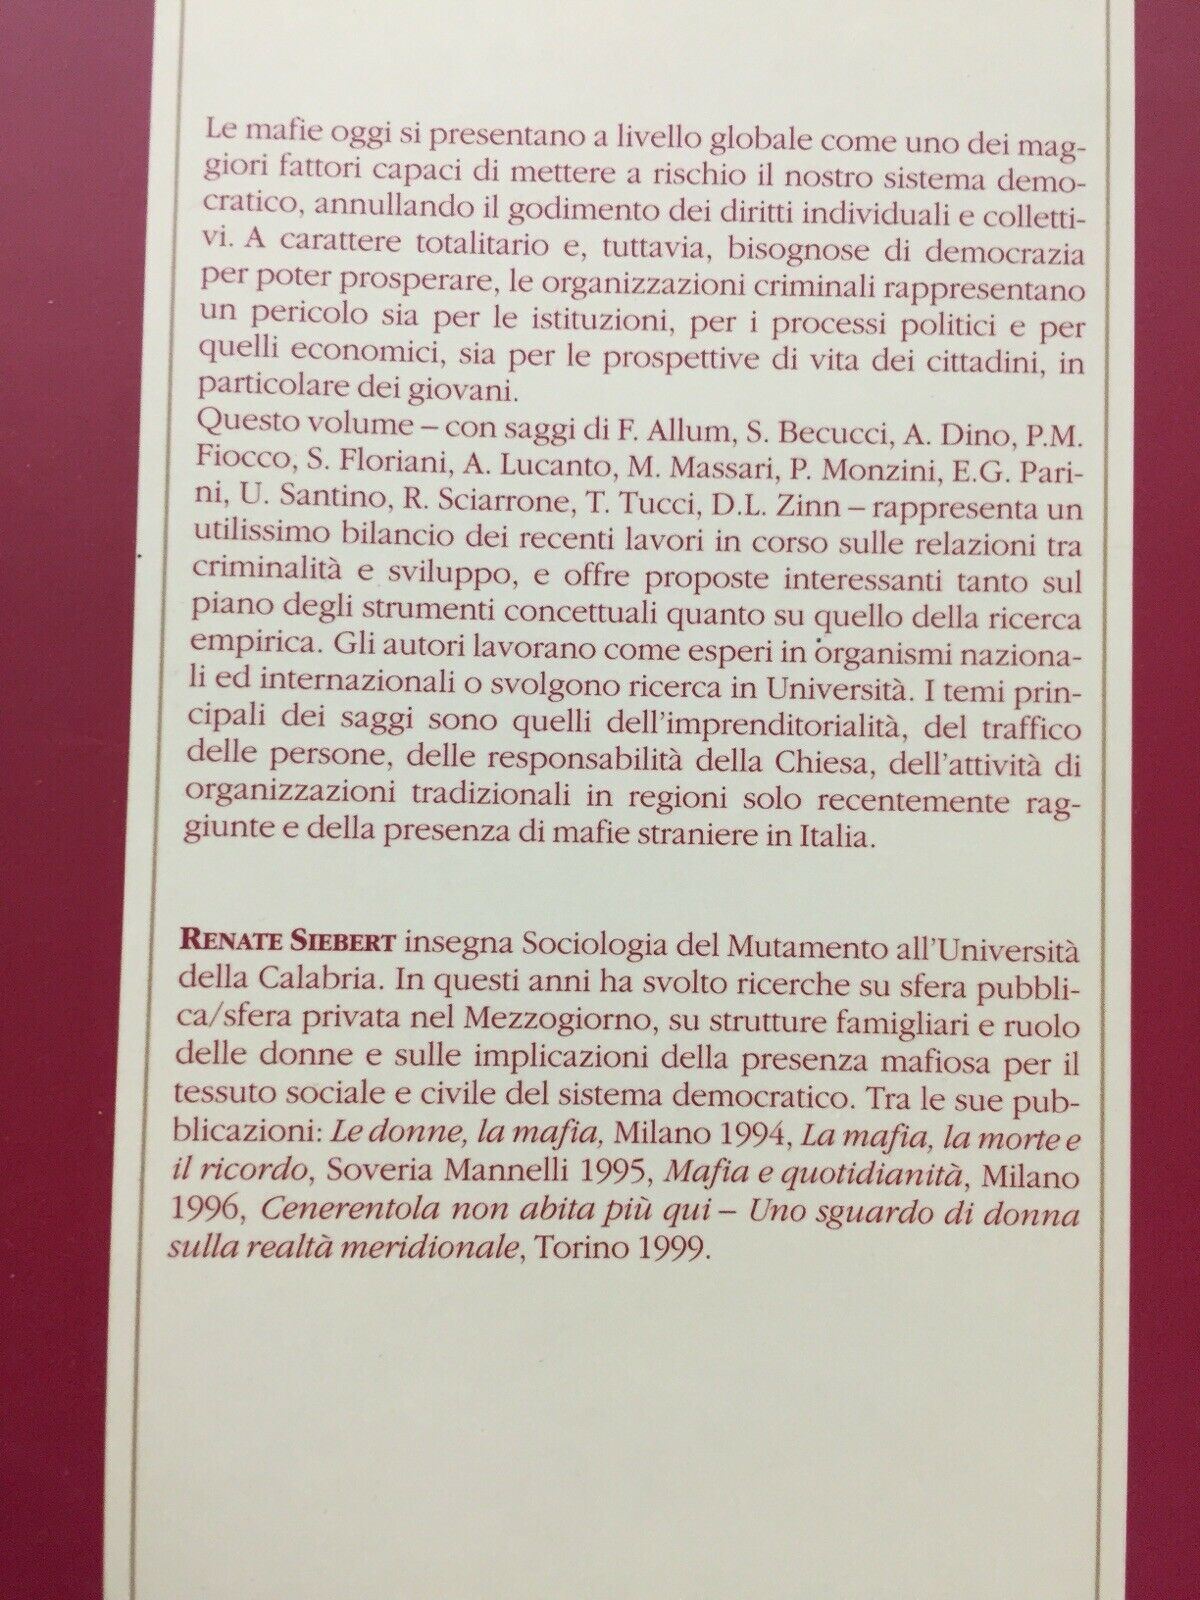 Le mafie oggi si presentano a livello globale come uno dei mag-
giori fattori capaci di mettere a rischio il nostro sistema demo-
cratico, annullando il godimento dei diritti individuali e colletti-
vi. A carattere totalitario e, tuttavia, bisognose di democrazia
per poter prosperare, le organizzazioni criminali rappresentano
un pericolo sia per le istituzioni, per i processi politici e per
quelli economici, sia per le prospettive di vita dei cittadini, in
particolare dei giovani.
Questo volume – con saggi di F. Allum, S. Becucci, A. Dino, P.M.
Fiocco, S. Floriani, A. Lucanto, M. Massari, P. Monzini, E.G. Pari-
ni, U. Santino, R. Sciarrone, T. Tucci, D.L. Zinn – rappresenta un
utilissimo bilancio dei recenti lavori in corso sulle relazioni tra
criminalità e sviluppo, e offre proposte interessanti tanto sul
piano degli strumenti concettuali quanto su quello della ricerca
empirica. Gli autori lavorano come esperi in organismi naziona-
li ed internazionali o svolgono ricerca in Università. I temi prin-
cipali dei saggi sono quelli dell'imprenditorialità, del traffico
delle persone, delle responsabilità della Chiesa, dell'attività di
organizzazioni tradizionali in regioni solo recentemente rag-
giunte e della presenza di mafie straniere in Italia.
RENATE SIEBERT insegna Sociologia del Mutamento all'Università
della Calabria. In questi anni ha svolto ricerche su sfera pubbli-
ca/sfera privata nel Mezzogiorno, su strutture famigliari e ruolo
delle donne e sulle implicazioni della presenza mafiosa per il
tessuto sociale e civile del sistema democratico. Tra le sue pub-
blicazioni: Le donne, la mafia, Milano 1994, La mafia, la morte e
il ricordo, Soveria Mannelli 1995, Mafia e quotidianità, Milano
1996, Cenerentola non abita più qui – Uno sguardo di donna
sulla realtà meridionale, Torino 1999.